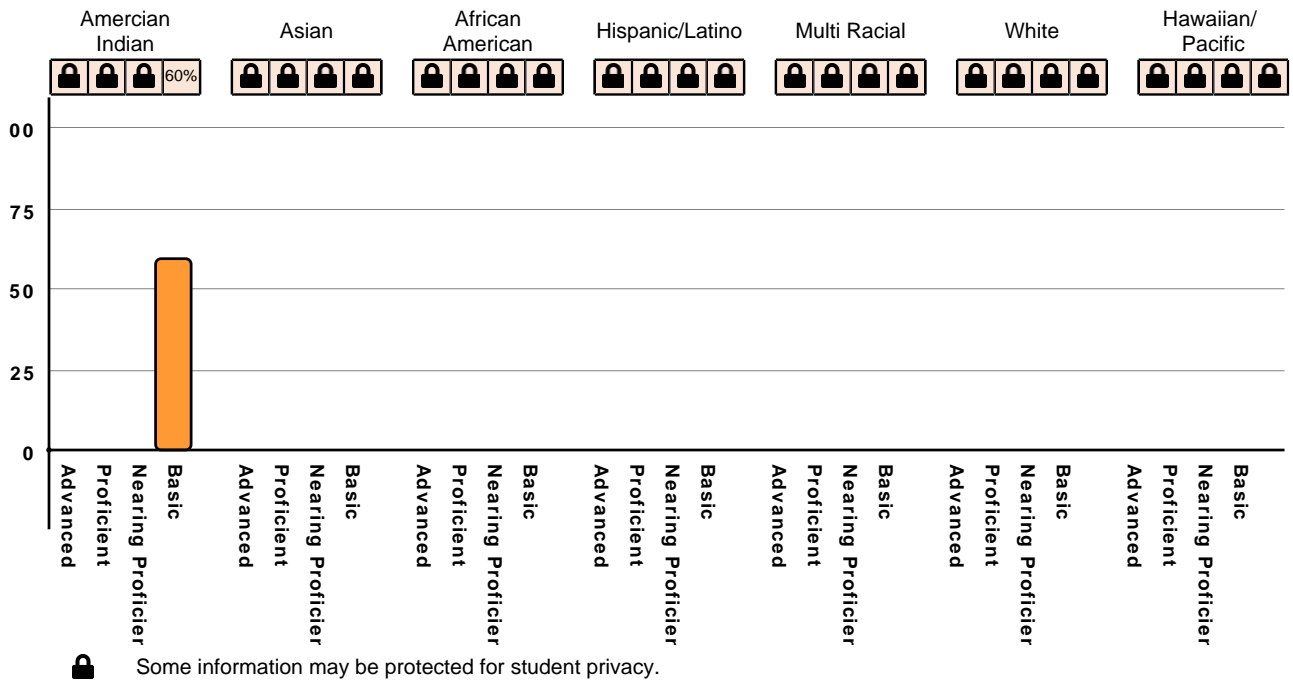 Amercian
Indian
Asian
African
American
Hispanic/Latino
Multi Racial
White
Hawaiian/
Pacific
60%
00
75
50
25
0
Advanced
Proficient
Nearing Proficier
Basic
Advanced
Proficient
Nearing Proficier
Basic
Advanced
Proficient
Nearing Proficier
Basic
Advanced
Proficient
Nearing Proficier
Basic
Advanced
Proficient
Nearing Proficier
Basic
Advanced
Proficient
Nearing Proficier
Basic
Advanced
Proficient
Nearing Proficier
Basic
Some information may be protected for student privacy.